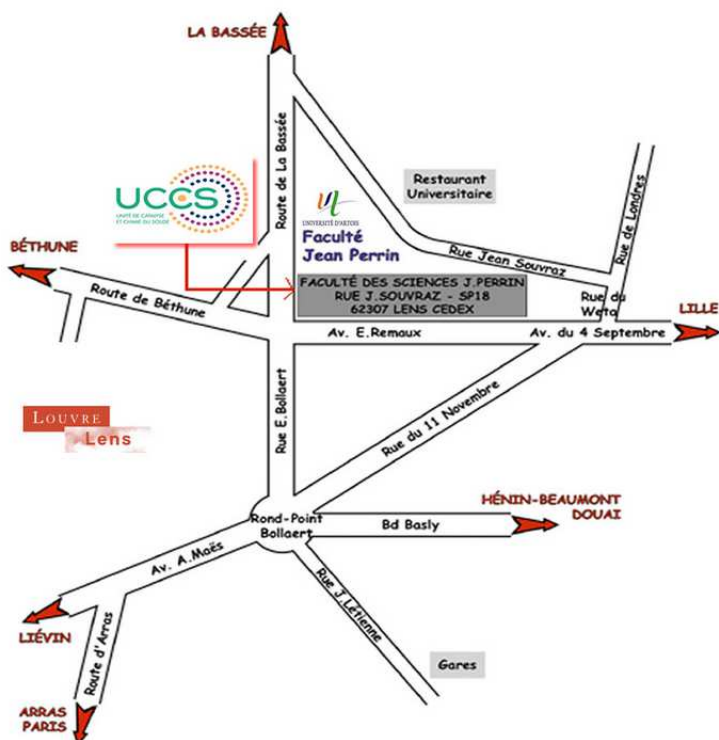 LA BASSÉE
Route de La Bassée
UCCS
UNITÉ DE CATALYSE
ET CHIMIE DU SOLIDE
UNIVERSITÉ D'ARTOIS
Faculté
Jean Perrin
Restaurant
Universitaire
Rue de Londres
Rue Jean Souvraz
BÉTHUNE
Route de Béthune
FACULTÉ DES SCIENCES J.PERRIN
RUE J.SOUVRAZ - SP18
62307 LENS CEDEX
Rue du
Weta
LILLE
Av. E.Remaux
Av. du 4 Septembre
Rue E.Bollaert
Rue du 11 Novembre
LOUVRE
Lens
HÉNIN-BEAUMONT
DOUAI
Rond-Point
Bollaert
Bd Basly
Av. A.Maës
Rue J.Létienne
LIÉVIN
Route d'Arras
Gares
ARRAS
PARIS